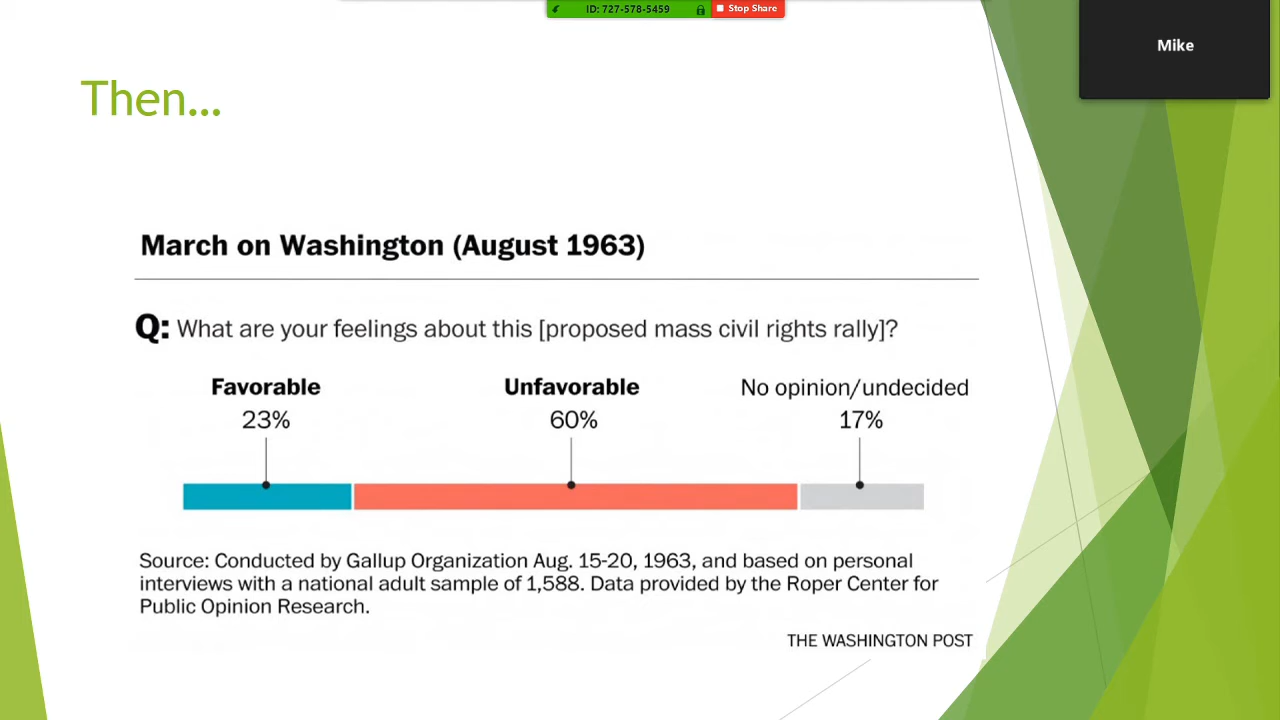 ID: 727-578-5459
Stop Share
Mike
Then...
March on Washington (August 1963)
Q: What are your feelings about this [proposed mass civil rights rally]?
Favorable Unfavorable No opinion/undecided
23% 60% 17%
Source: Conducted by Gallup Organization Aug. 15-20, 1963, and based on personal
interviews with a national adult sample of 1,588. Data provided by the Roper Center for
Public Opinion Research.
THE WASHINGTON POST